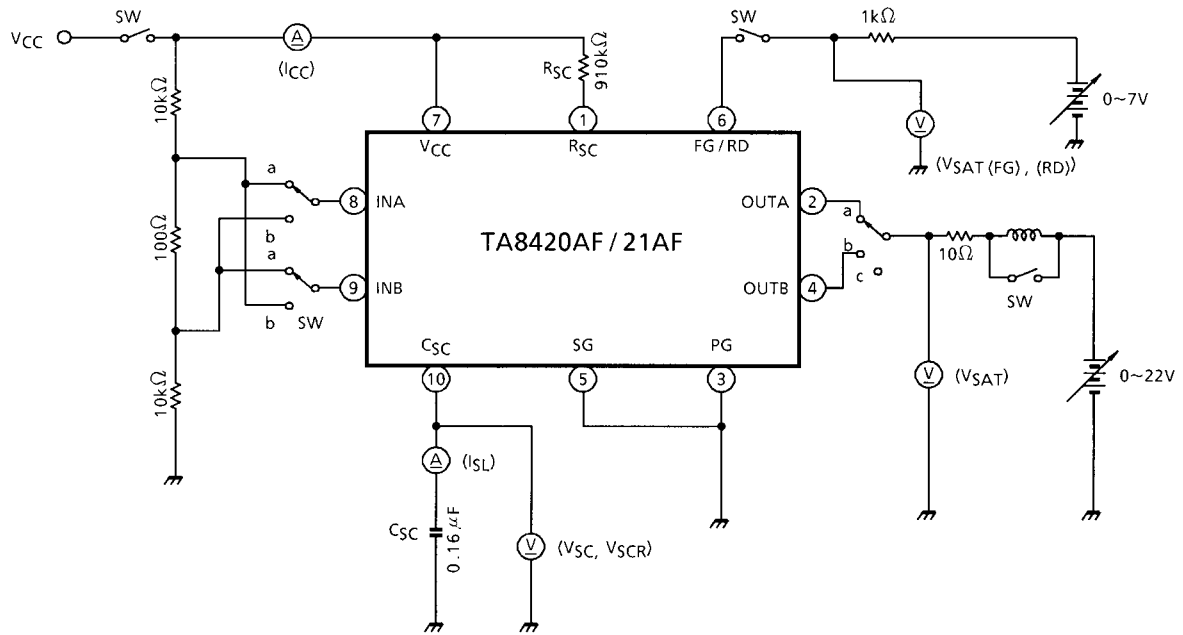 SW
VCC
A
(ICC)
10kΩ
RSC
910kΩ
SW
1kΩ
0~7V
V
(VSAT (FG), (RD))
7
1
6
VCC
RSC
FG/RD
a
8
INA
b
100Ω
a
9
INB
b
SW
TA8420AF / 21AF
OUTA
2
a
b
c
OUTB
4
10Ω
SW
CSC
SG
PG
10
5
3
10kΩ
V
(VSAT)
0~22V
A
(ISL)
CSC
0.16μF
V
(VSC, VSCR)